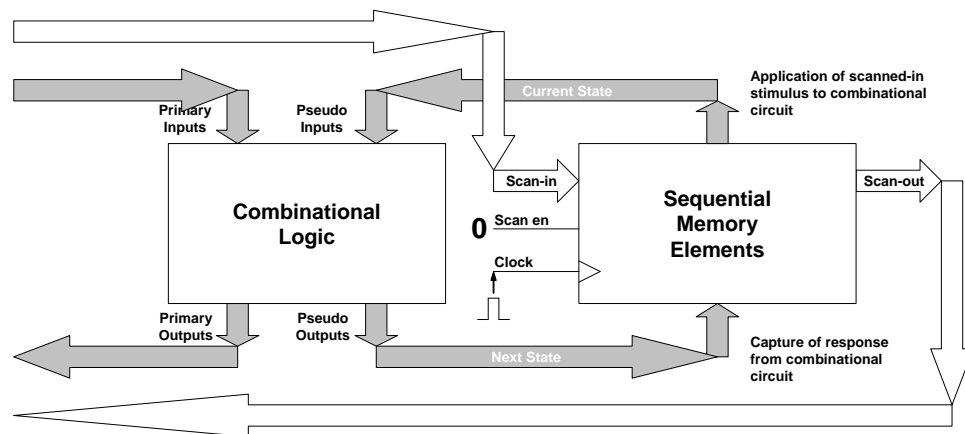 Current State
Application of scanned-in
stimulus to combinational
circuit
Primary
Inputs
Pseudo
Inputs
Combinational
Logic
Scan-in
0
Scan en
Clock
Sequential
Memory
Elements
Scan-out
Primary
Outputs
Pseudo
Outputs
Next State
Capture of response
from combinational
circuit